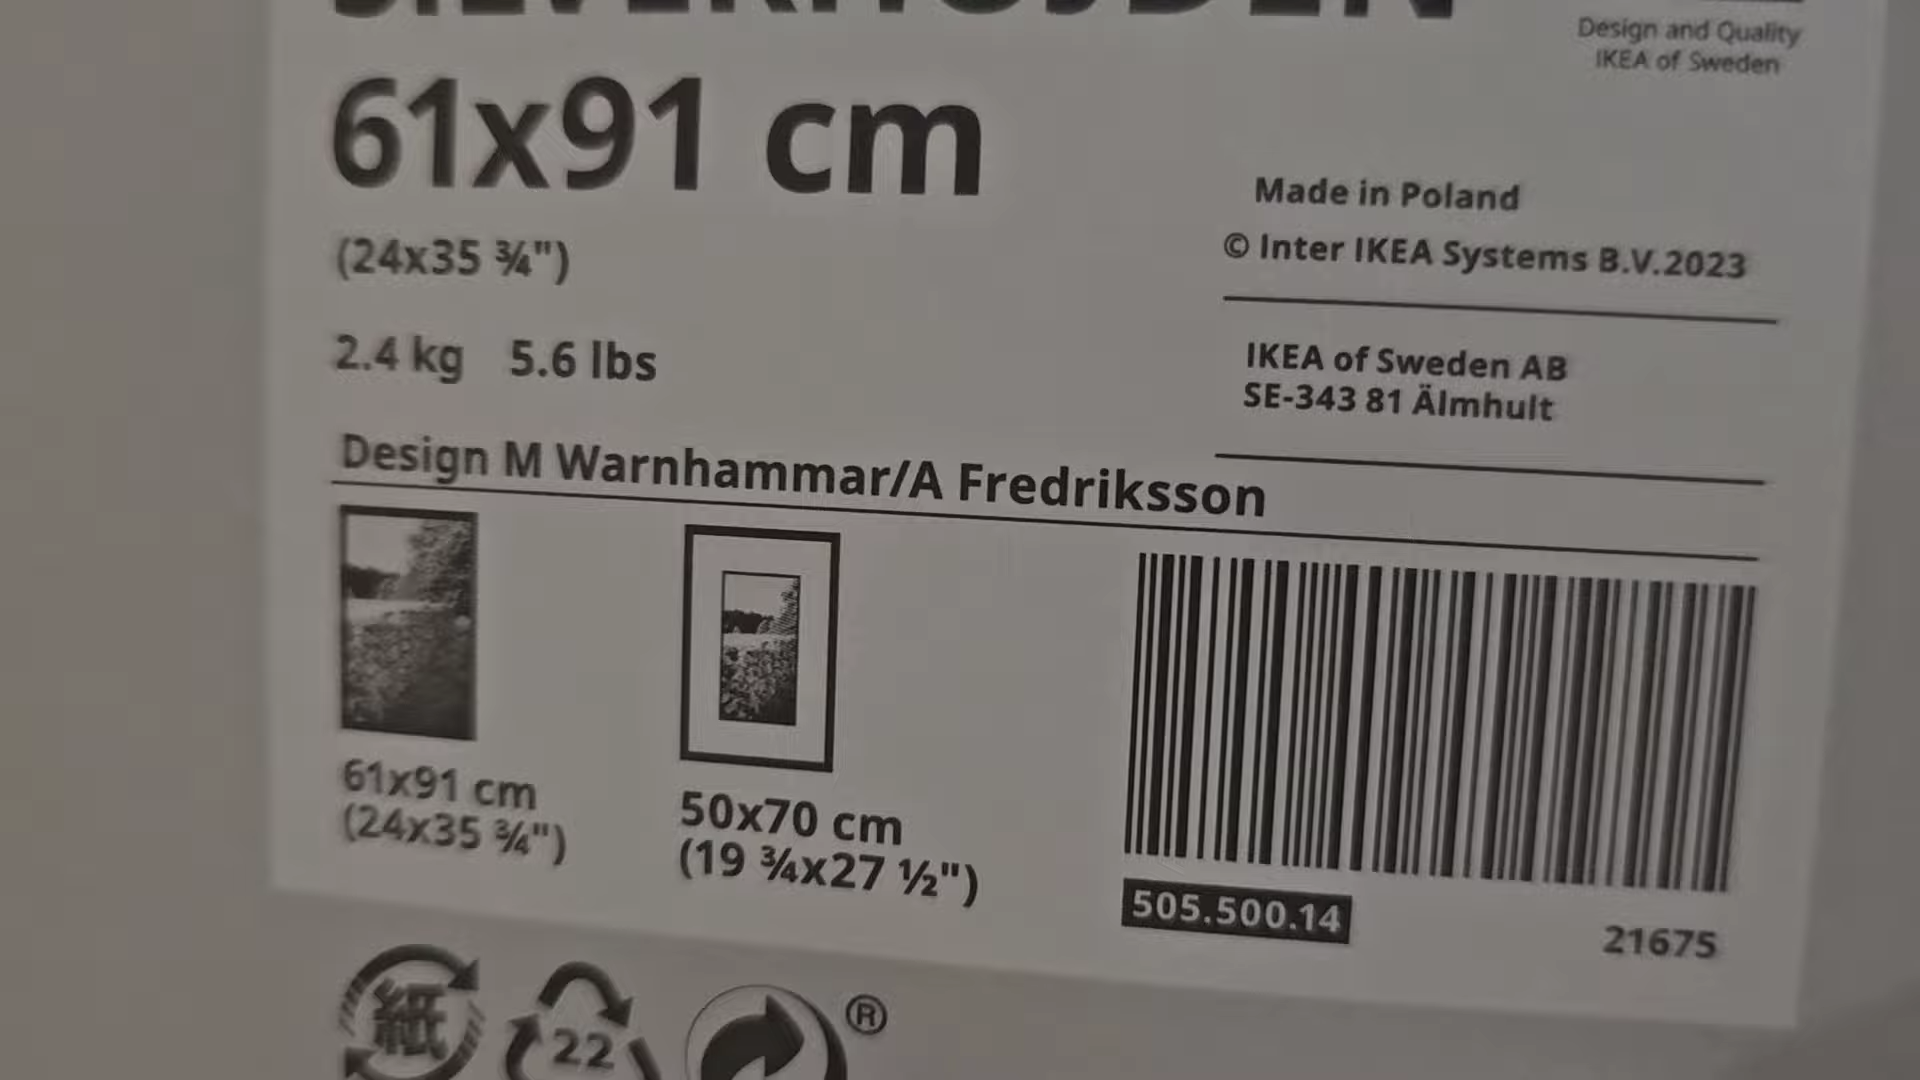 SILVERHÖJDEN
Design and Quality
IKEA of Sweden
61x91 cm
(24x35 ¾")
2.4 kg 5.6 lbs
Made in Poland
© Inter IKEA Systems B.V.2023
IKEA of Sweden AB
SE-343 81 Älmhult
Design M Warnhammar/A Fredriksson
61x91 cm
(24x35 ¾")
50x70 cm
(19 ¾x27 ½")
505.500.14
21675
紙
22
®